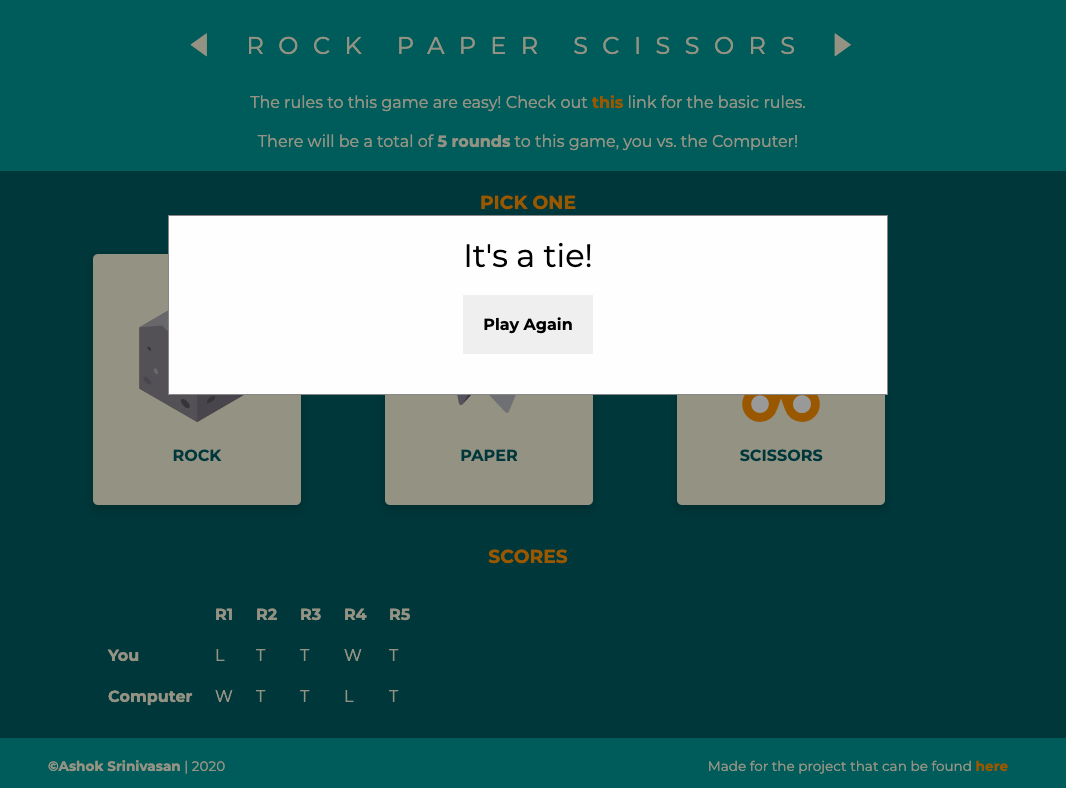 ROCK PAPER SCISSORS
The rules to this game are easy! Check out this link for the basic rules.
There will be a total of 5 rounds to this game, you vs. the Computer!
PICK ONE
It's a tie!
Play Again
ROCK
PAPER
SCISSORS
SCORES
R1 R2 R3 R4 R5
You L T T W T
Computer W T T L T
©Ashok Srinivasan | 2020
Made for the project that can be found here